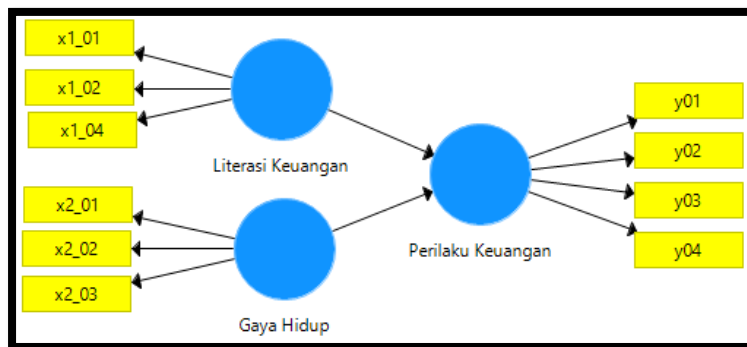 x1_01
x1_02
x1_04
Literasi Keuangan
x2_01
x2_02
x2_03
Gaya Hidup
Perilaku Keuangan
y01
y02
y03
y04